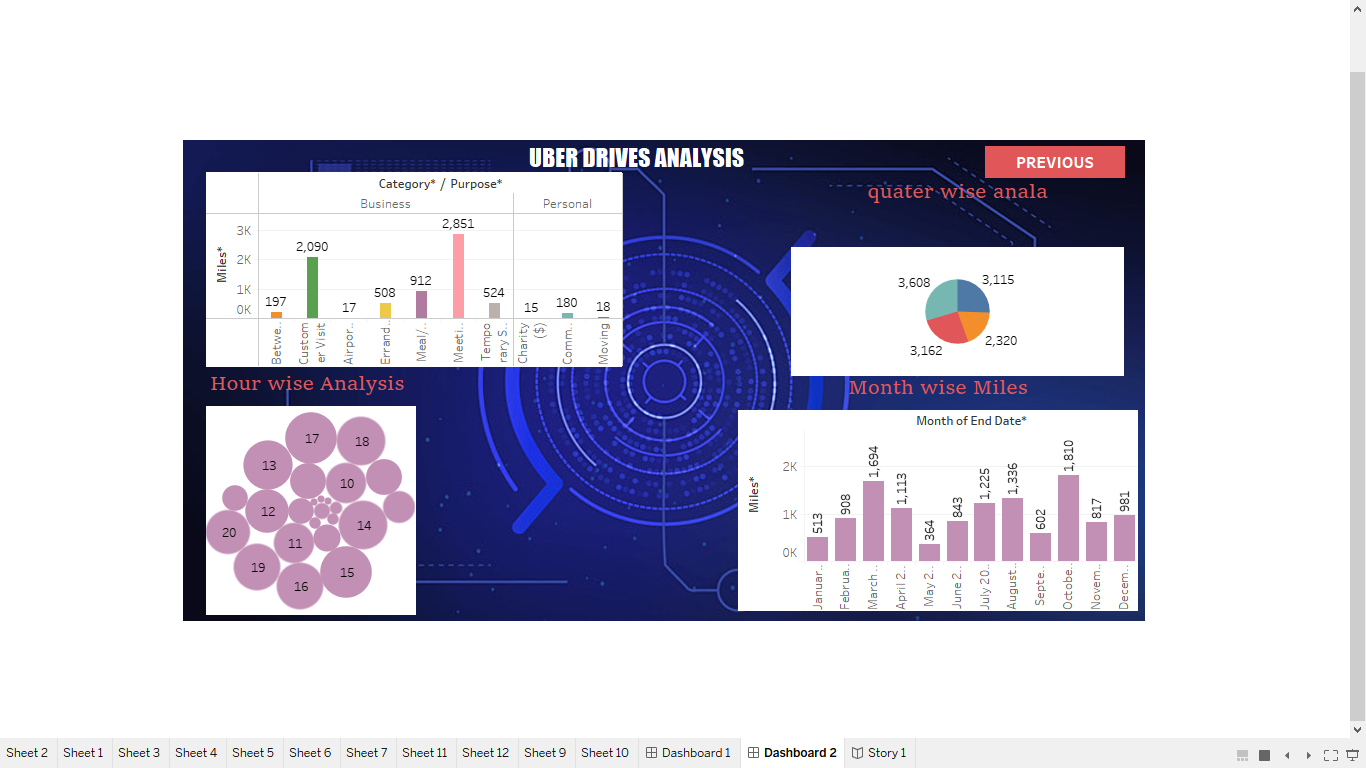 UBER DRIVES ANALYSIS
PREVIOUS
quater wise anala
Category* / Purpose*
Business
Personal
Miles*
3K
2K
1K
0K
197
2,090
17
508
912
2,851
524
15
180
18
Betwe..
Custom
er Visit
Airpor..
Errand..
Meal/..
Meeti..
Tempo
rary S..
Charity
($)
Comm..
Moving
3,608
3,115
2,320
3,162
Hour wise Analysis
17
18
13
10
12
14
20
11
19
15
16
Month wise Miles
Month of End Date*
Miles*
2K
1K
0K
513
908
1,694
1,113
364
843
1,225
1,336
602
1,810
817
981
Januar..
Februa..
March ..
April 2..
May 2..
June 2..
July 20..
August..
Septe..
Octobe..
Novem..
Decem..
Sheet 2
Sheet 1
Sheet 3
Sheet 4
Sheet 5
Sheet 6
Sheet 7
Sheet 11
Sheet 12
Sheet 9
Sheet 10
Dashboard 1
Dashboard 2
Story 1